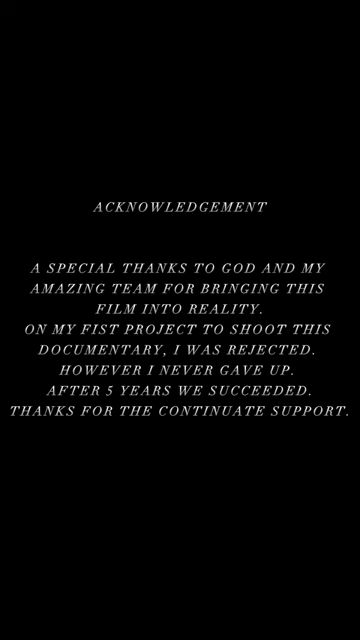 ACKNOWLEDGEMENT
A SPECIAL THANKS TO GOD AND MY
AMAZING TEAM FOR BRINGING THIS
FILM INTO REALITY.
ON MY FIST PROJECT TO SHOOT THIS
DOCUMENTARY, I WAS REJECTED.
HOWEVER I NEVER GAVE UP.
AFTER 5 YEARS WE SUCCEEDED.
THANKS FOR THE CONTINUATE SUPPORT.